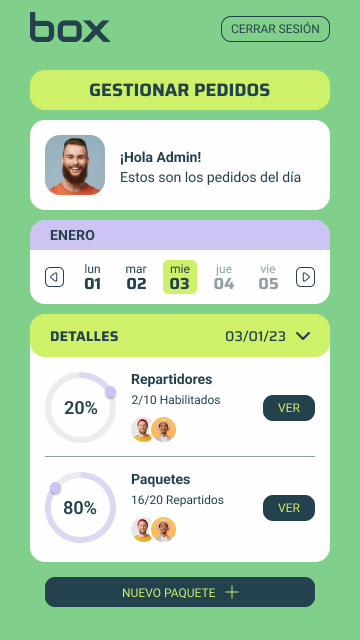 box
CERRAR SESIÓN
GESTIONAR PEDIDOS
¡Hola Admin!
Estos son los pedidos del día
ENERO
lun mar mie jue vie
01 02 03 04 05
DETALLES 03/01/23
20%
Repartidores
2/10 Habilitados
VER
80%
Paquetes
16/20 Repartidos
VER
NUEVO PAQUETE +